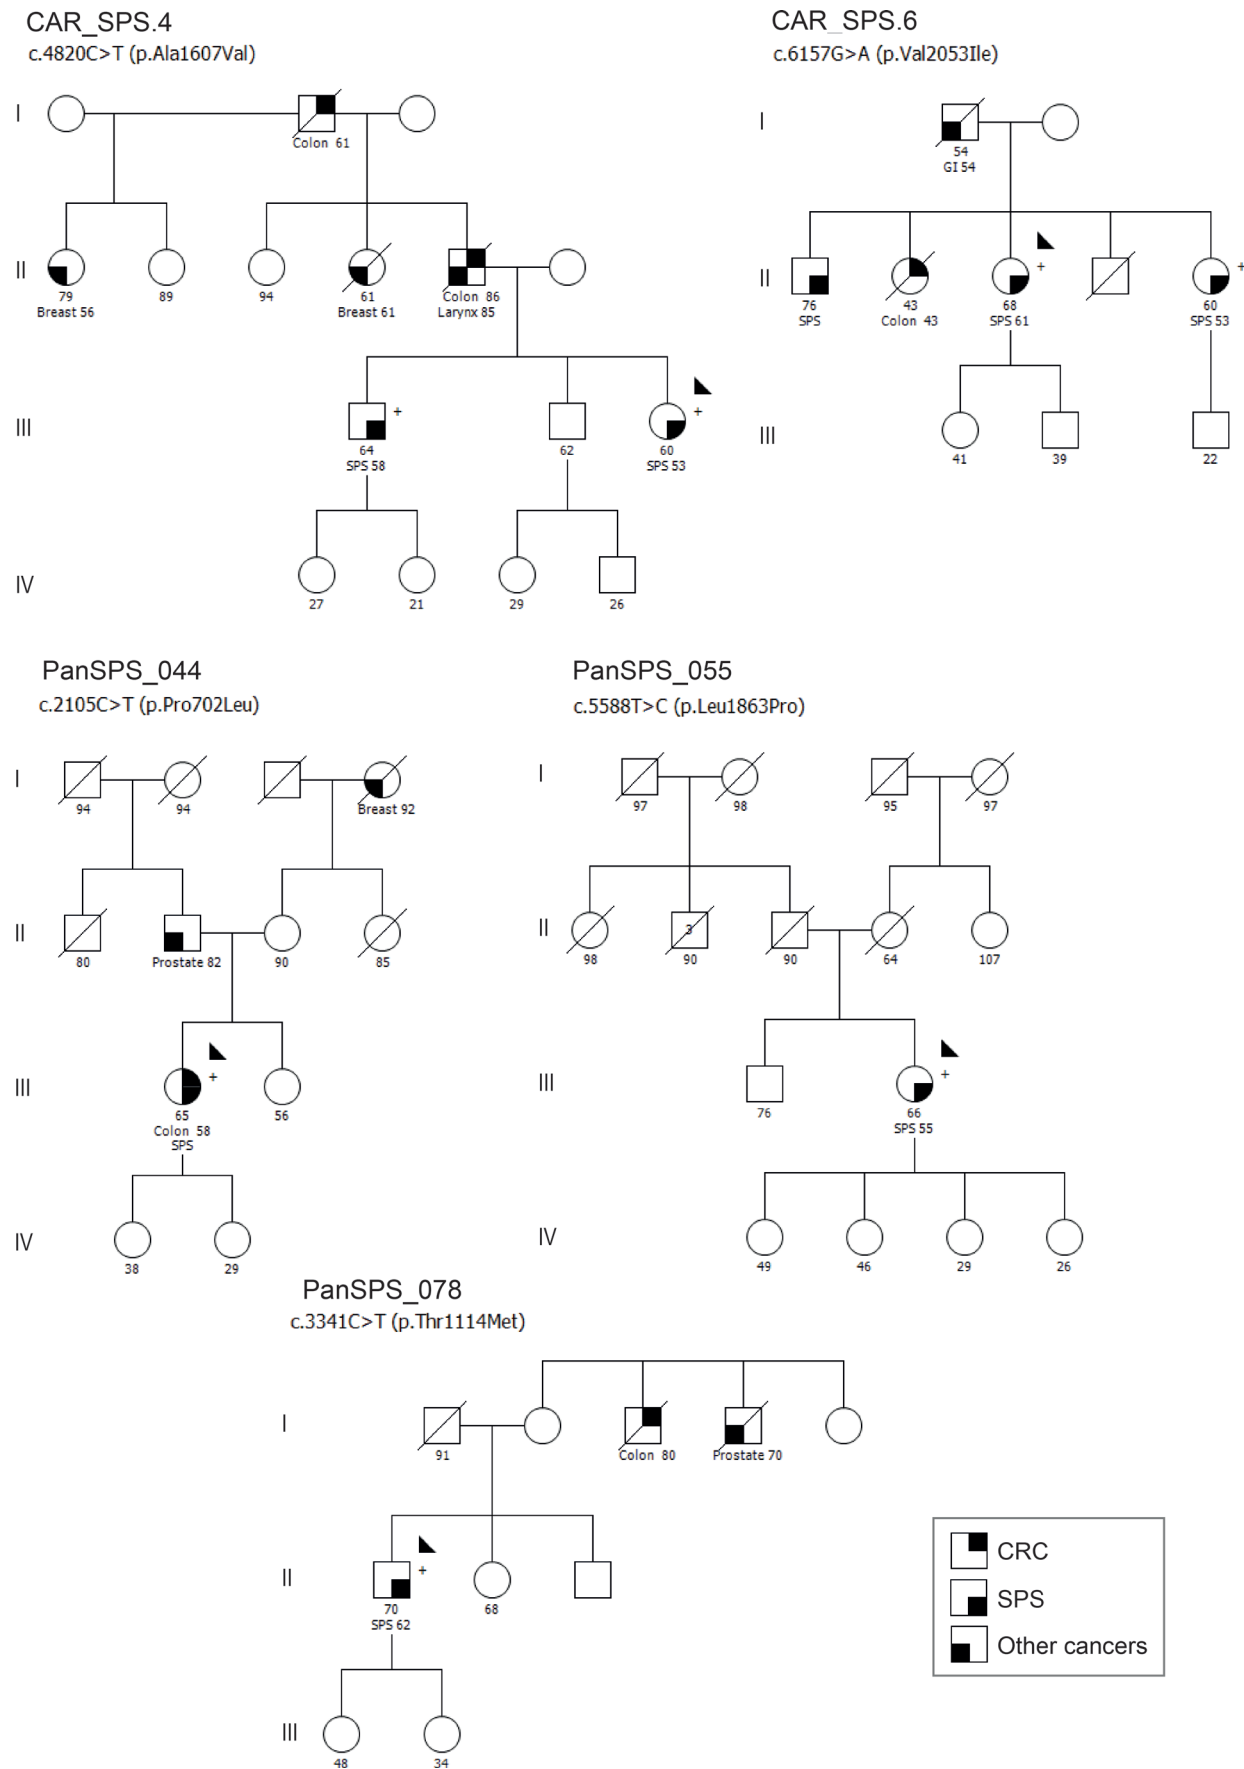 CAR_SPS.4
c.4820C>T (p.Ala1607Val)
I
Colon 61
II
79
Breast 56
89
94
61
Breast 61
Colon 86
Larynx 85
III
+
64
SPS 58
62
+
60
SPS 53
IV
27
21
29
26
CAR_SPS.6
c.6157G>A (p.Val2053Ile)
I
54
GI 54
II
76
SPS
43
Colon 43
+
68
SPS 61
+
60
SPS 53
III
41
39
22
PanSPS_044
c.2105C>T (p.Pro702Leu)
I
94
94
Breast 92
II
80
Prostate 82
90
85
III
+
65
Colon 58
SPS
56
IV
38
29
PanSPS_055
c.5588T>C (p.Leu1863Pro)
I
97
98
95
97
II
98
3
90
90
64
107
III
76
+
66
SPS 55
IV
49
46
29
26
PanSPS_078
c.3341C>T (p.Thr1114Met)
I
91
Colon 80
Prostate 70
II
+
70
SPS 62
68
III
48
34
CRC
SPS
Other cancers